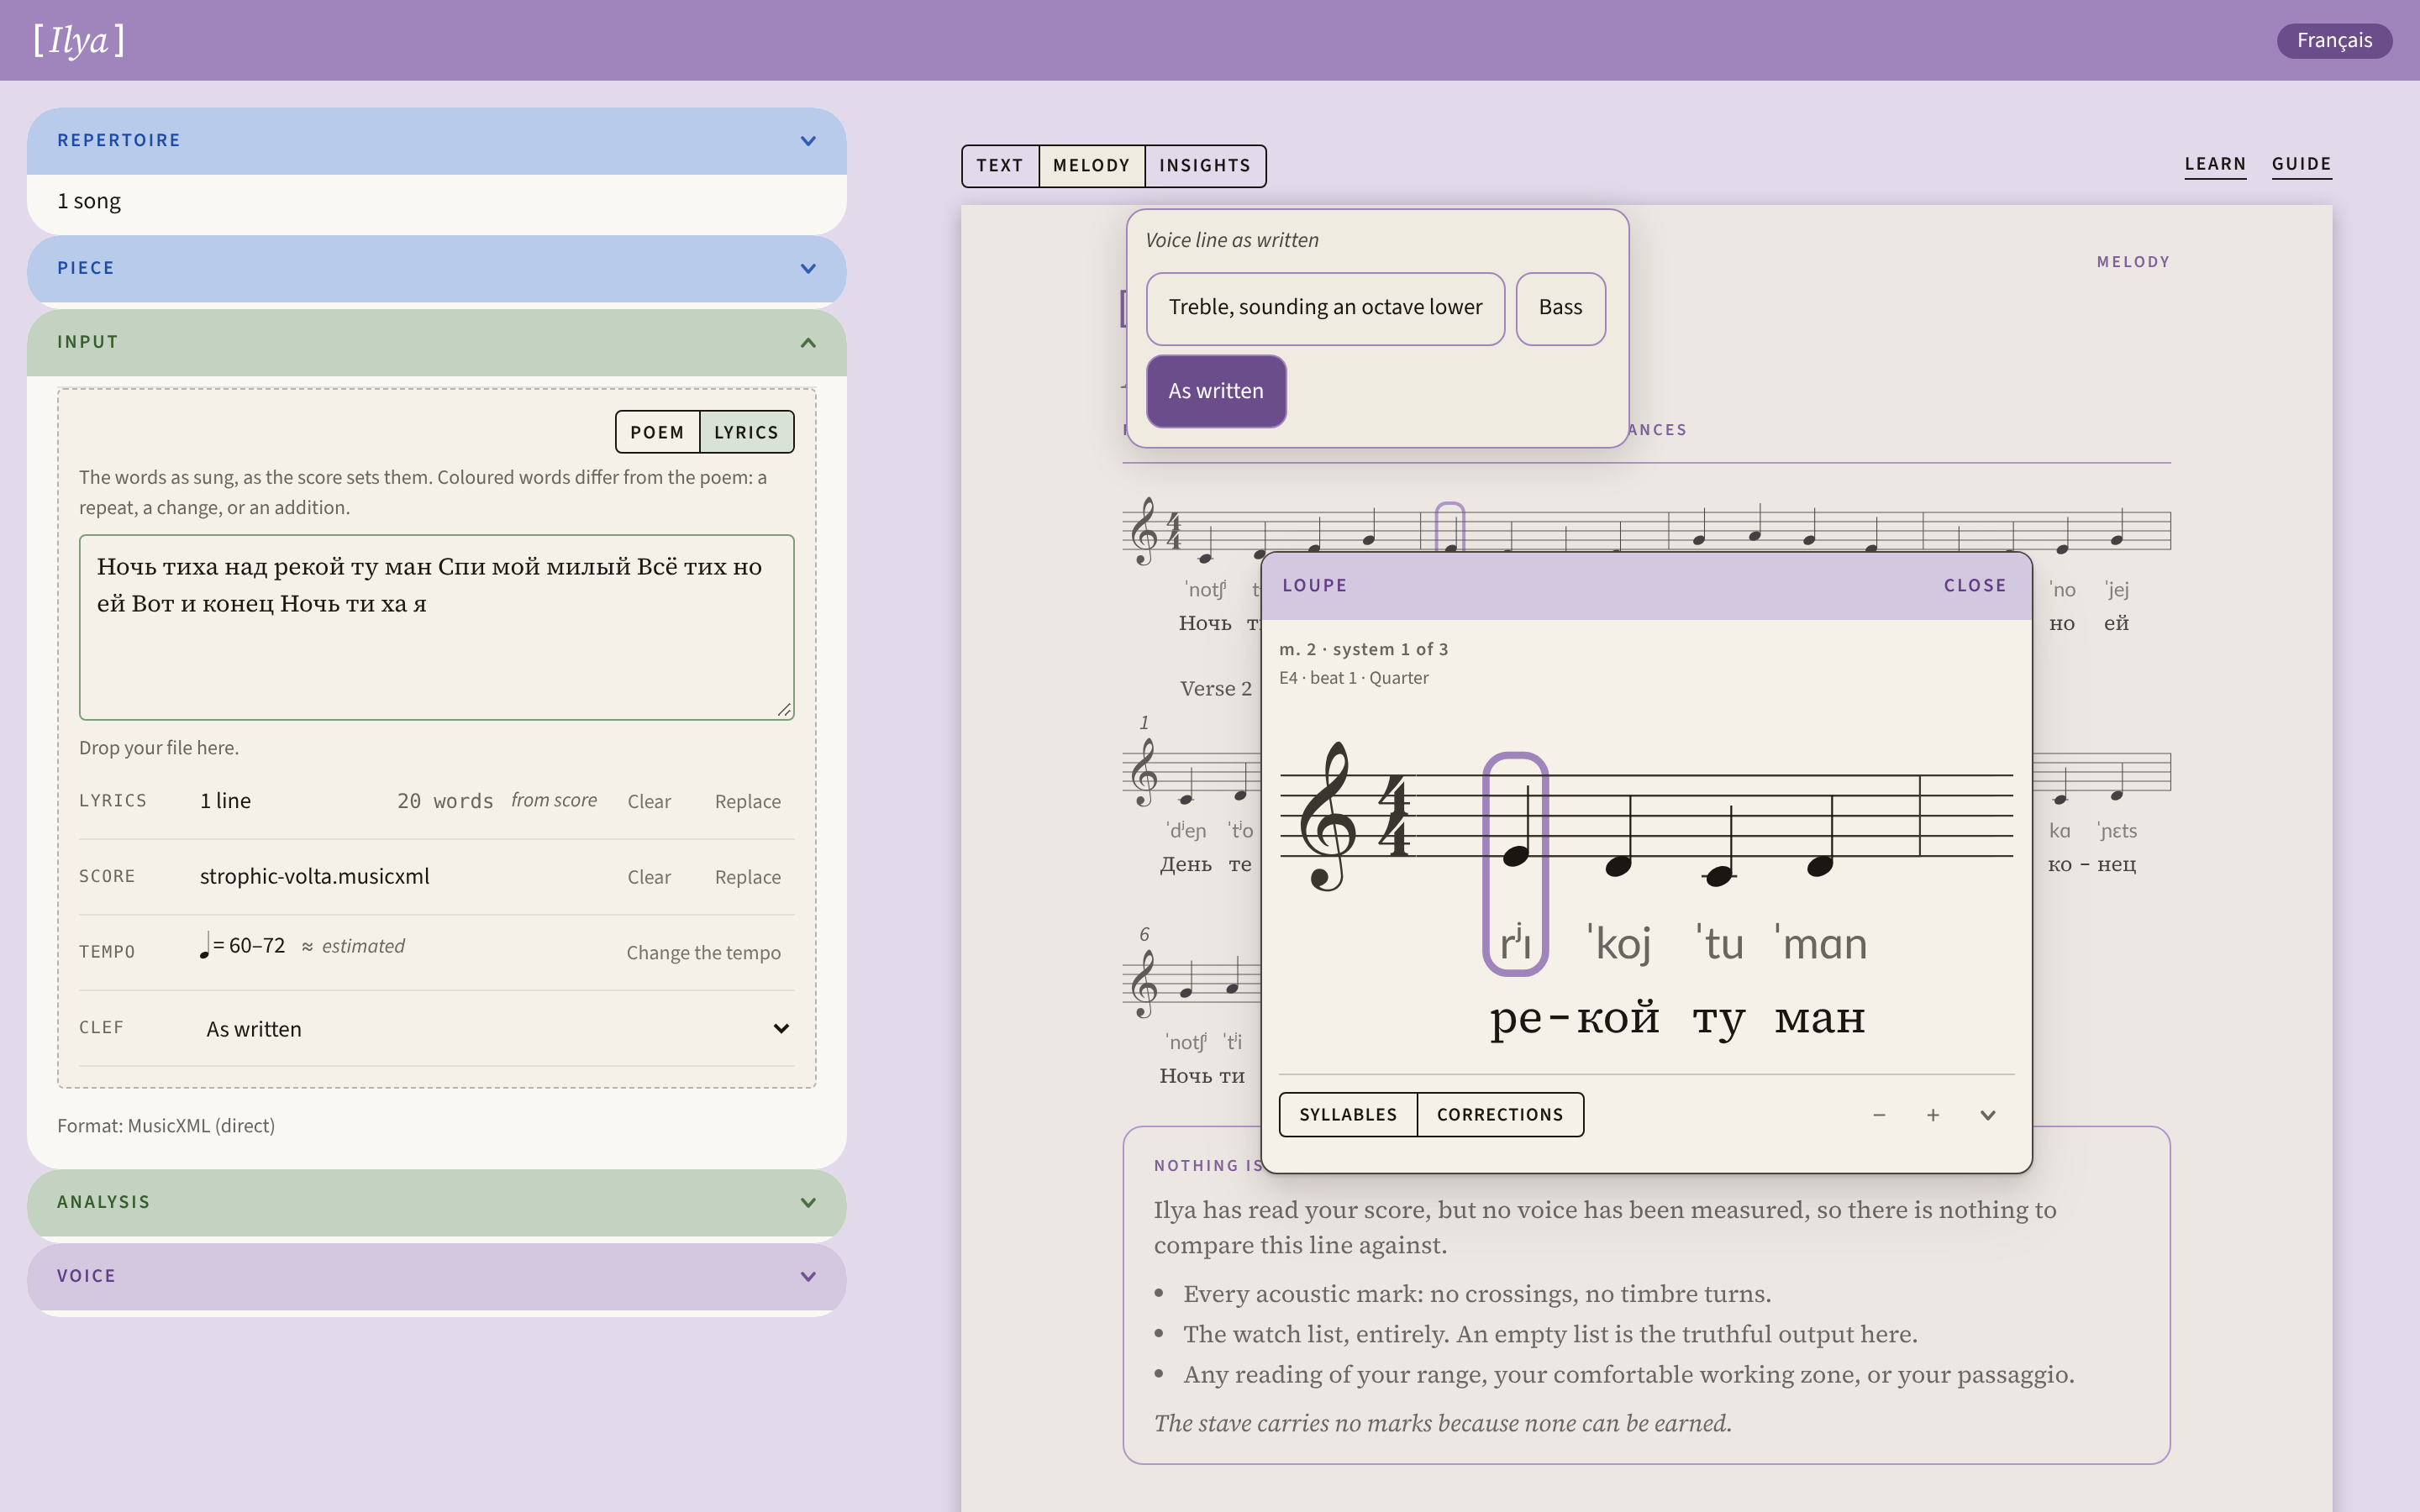 [Ilya]
Français
REPERTOIRE
1 song
PIECE
INPUT
POEM LYRICS
The words as sung, as the score sets them. Coloured words differ from the poem: a
repeat, a change, or an addition.
Ночь тиха над рекой ту ман Спи мой милый Всё тих но
ей Вот и конец Ночь ти ха я
Drop your file here.
LYRICS 1 line 20 words from score Clear Replace
SCORE strophic-volta.musicxml Clear Replace
TEMPO = 60–72 ≈ estimated Change the tempo
CLEF As written
Format: MusicXML (direct)
ANALYSIS
VOICE
TEXT MELODY INSIGHTS
LEARN GUIDE
Voice line as written
Treble, sounding an octave lower Bass
As written
MELODY
ANCES
4
4
ˈnotʃʲ ˈno ˈjej
Ночь но ей
Verse 2
1
ˈdʲeɲ ˈtʲo ka ˈɲɛts
День те ко - нец
6
ˈnotʃʲ ˈtʲi
Ночь ти
LOUPE CLOSE
m. 2 · system 1 of 3
E4 · beat 1 · Quarter
4
4
rʲɪ ˈkoj ˈtu ˈman
ре-кой ту ман
SYLLABLES CORRECTIONS − +
NOTHING IS
Ilya has read your score, but no voice has been measured, so there is nothing to
compare this line against.
• Every acoustic mark: no crossings, no timbre turns.
• The watch list, entirely. An empty list is the truthful output here.
• Any reading of your range, your comfortable working zone, or your passaggio.
The stave carries no marks because none can be earned.